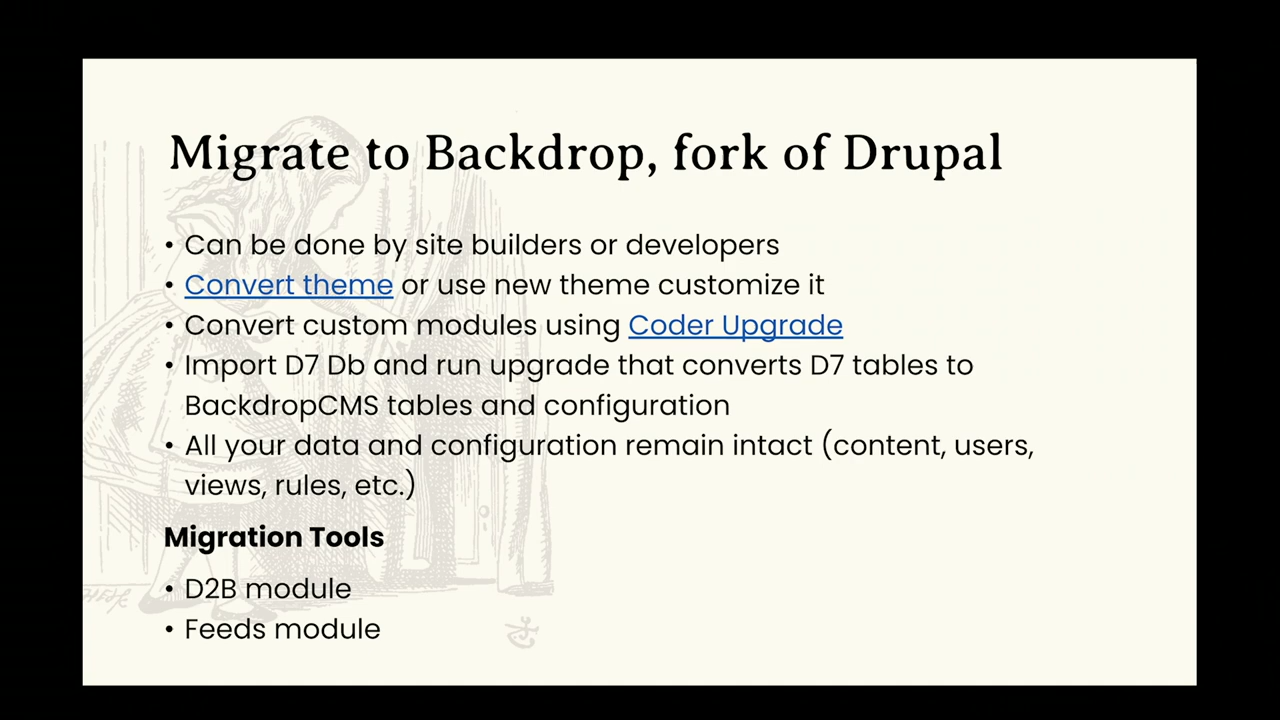 Migrate to Backdrop, fork of Drupal
• Can be done by site builders or developers
• Convert theme or use new theme customize it
• Convert custom modules using Coder Upgrade
• Import D7 Db and run upgrade that converts D7 tables to
BackdropCMS tables and configuration
• All your data and configuration remain intact (content, users,
views, rules, etc.)
Migration Tools
• D2B module
• Feeds module